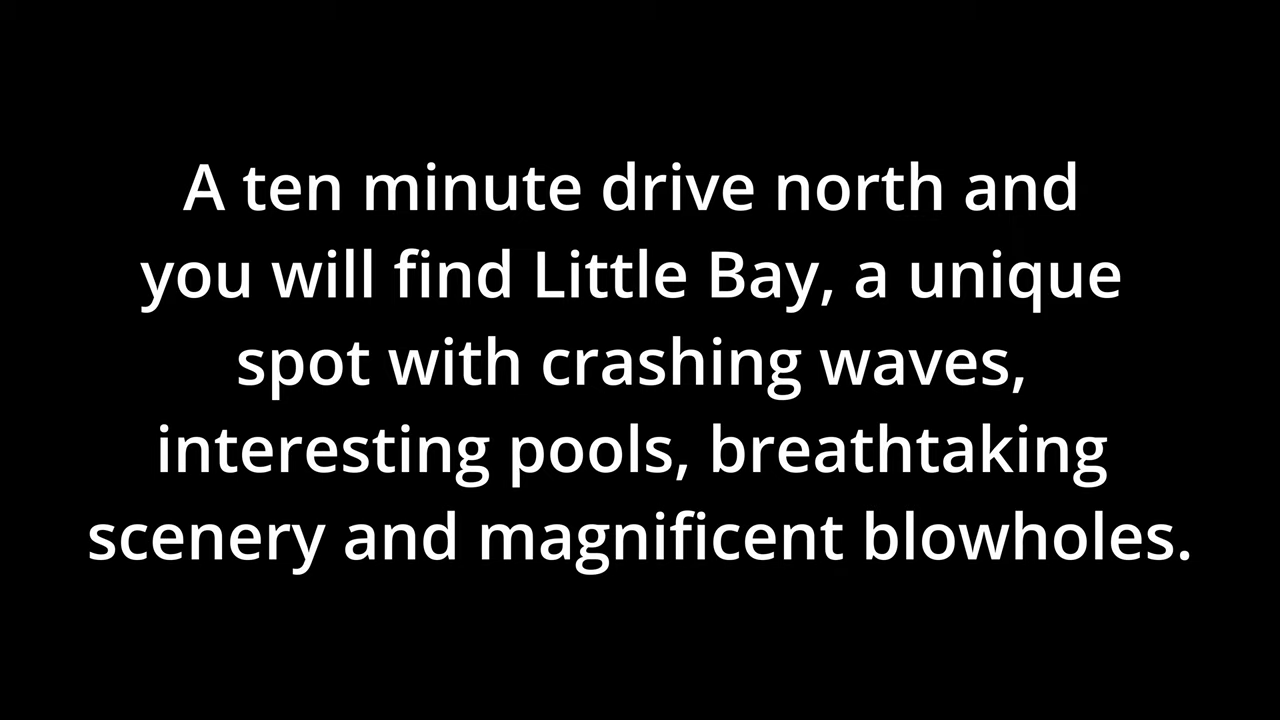 A ten minute drive north and
you will find Little Bay, a unique
spot with crashing waves,
interesting pools, breathtaking
scenery and magnificent blowholes.